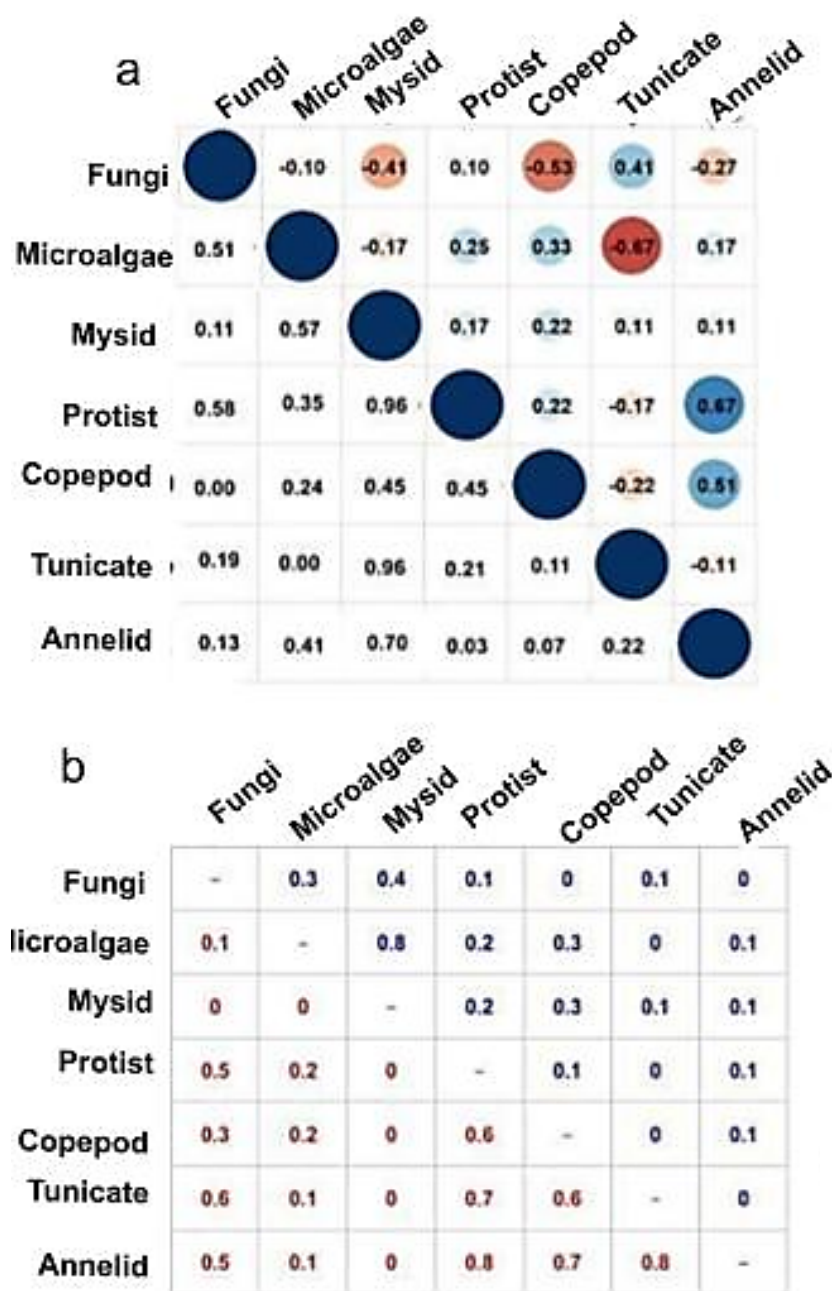 a
Fungi Microalgae Mysid Protist Copepod Tunicate Annelid
Fungi -0.10 -0.41 0.10 -0.53 0.41 -0.27
Microalgae 0.51 -0.17 0.25 0.33 -0.67 0.17
Mysid 0.11 0.57 0.17 0.22 0.11 0.11
Protist 0.58 0.35 0.96 0.22 -0.17 0.67
Copepod 0.00 0.24 0.45 0.45 -0.22 0.51
Tunicate 0.19 0.00 0.96 0.21 0.11 -0.11
Annelid 0.13 0.41 0.70 0.03 0.07 0.22
b
Fungi Microalgae Mysid Protist Copepod Tunicate Annelid
Fungi - 0.3 0.4 0.1 0 0.1 0
licroalgae 0.1 - 0.8 0.2 0.3 0 0.1
Mysid 0 0 - 0.2 0.3 0.1 0.1
Protist 0.5 0.2 0 - 0.1 0 0.1
Copepod 0.3 0.2 0 0.6 - 0 0.1
Tunicate 0.6 0.1 0 0.7 0.6 - 0
Annelid 0.5 0.1 0 0.8 0.7 0.8 -